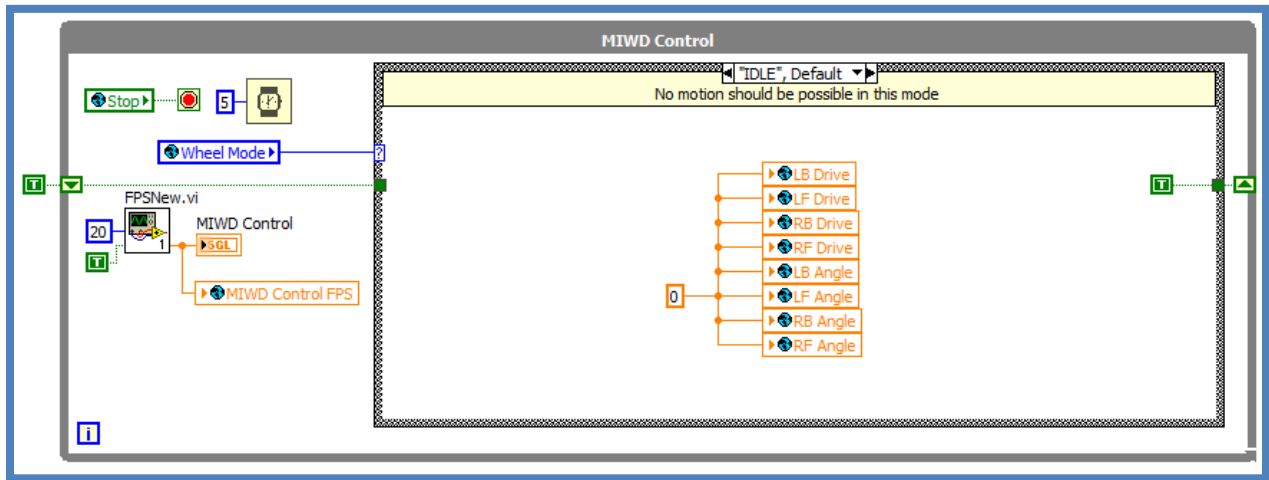 MIWD Control
"IDLE", Default
No motion should be possible in this mode
Stop
5
Wheel Mode
?
T
FPSNew.vi
20
1
T
MIWD Control
SGL
MIWD Control FPS
0
LB Drive
LF Drive
RB Drive
RF Drive
LB Angle
LF Angle
RB Angle
RF Angle
T
i